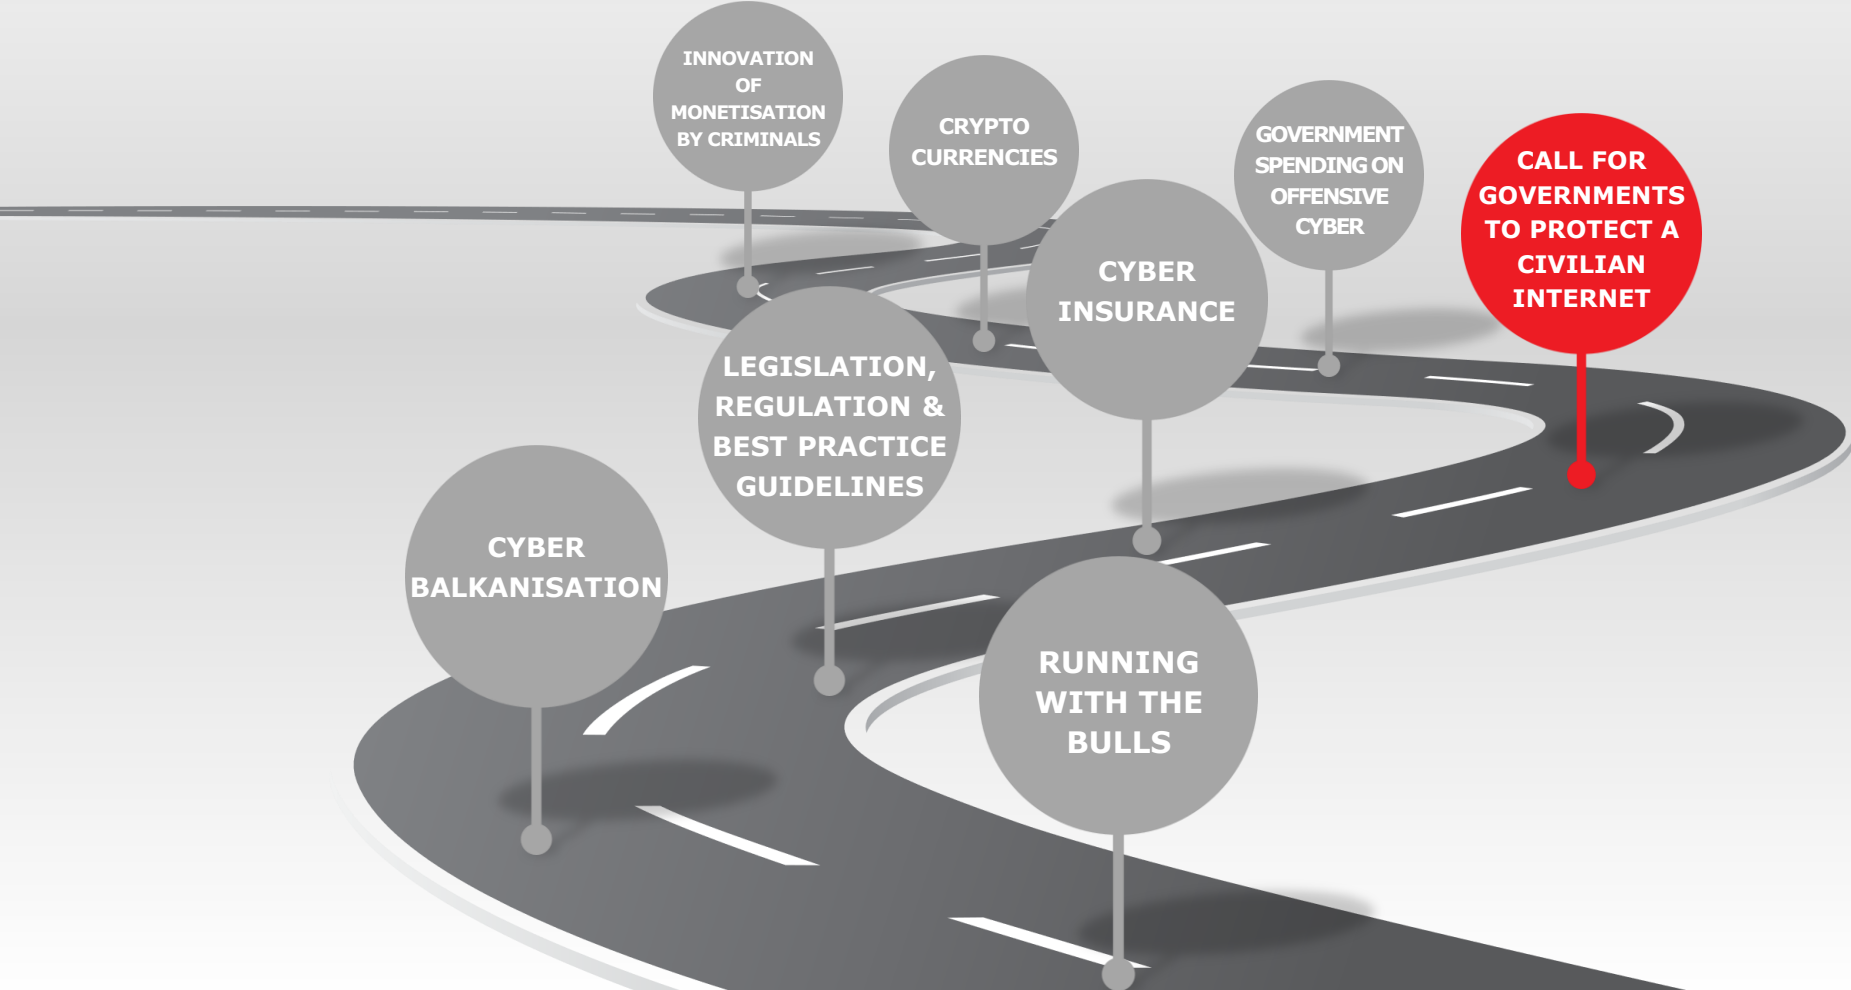 INNOVATION
OF
MONETISATION
BY CRIMINALS
CRYPTO
CURRENCIES
GOVERNMENT
SPENDING ON
OFFENSIVE
CYBER
CALL FOR
GOVERNMENTS
TO PROTECT A
CIVILIAN
INTERNET
CYBER
INSURANCE
LEGISLATION,
REGULATION &
BEST PRACTICE
GUIDELINES
CYBER
BALKANISATION
RUNNING
WITH THE
BULLS